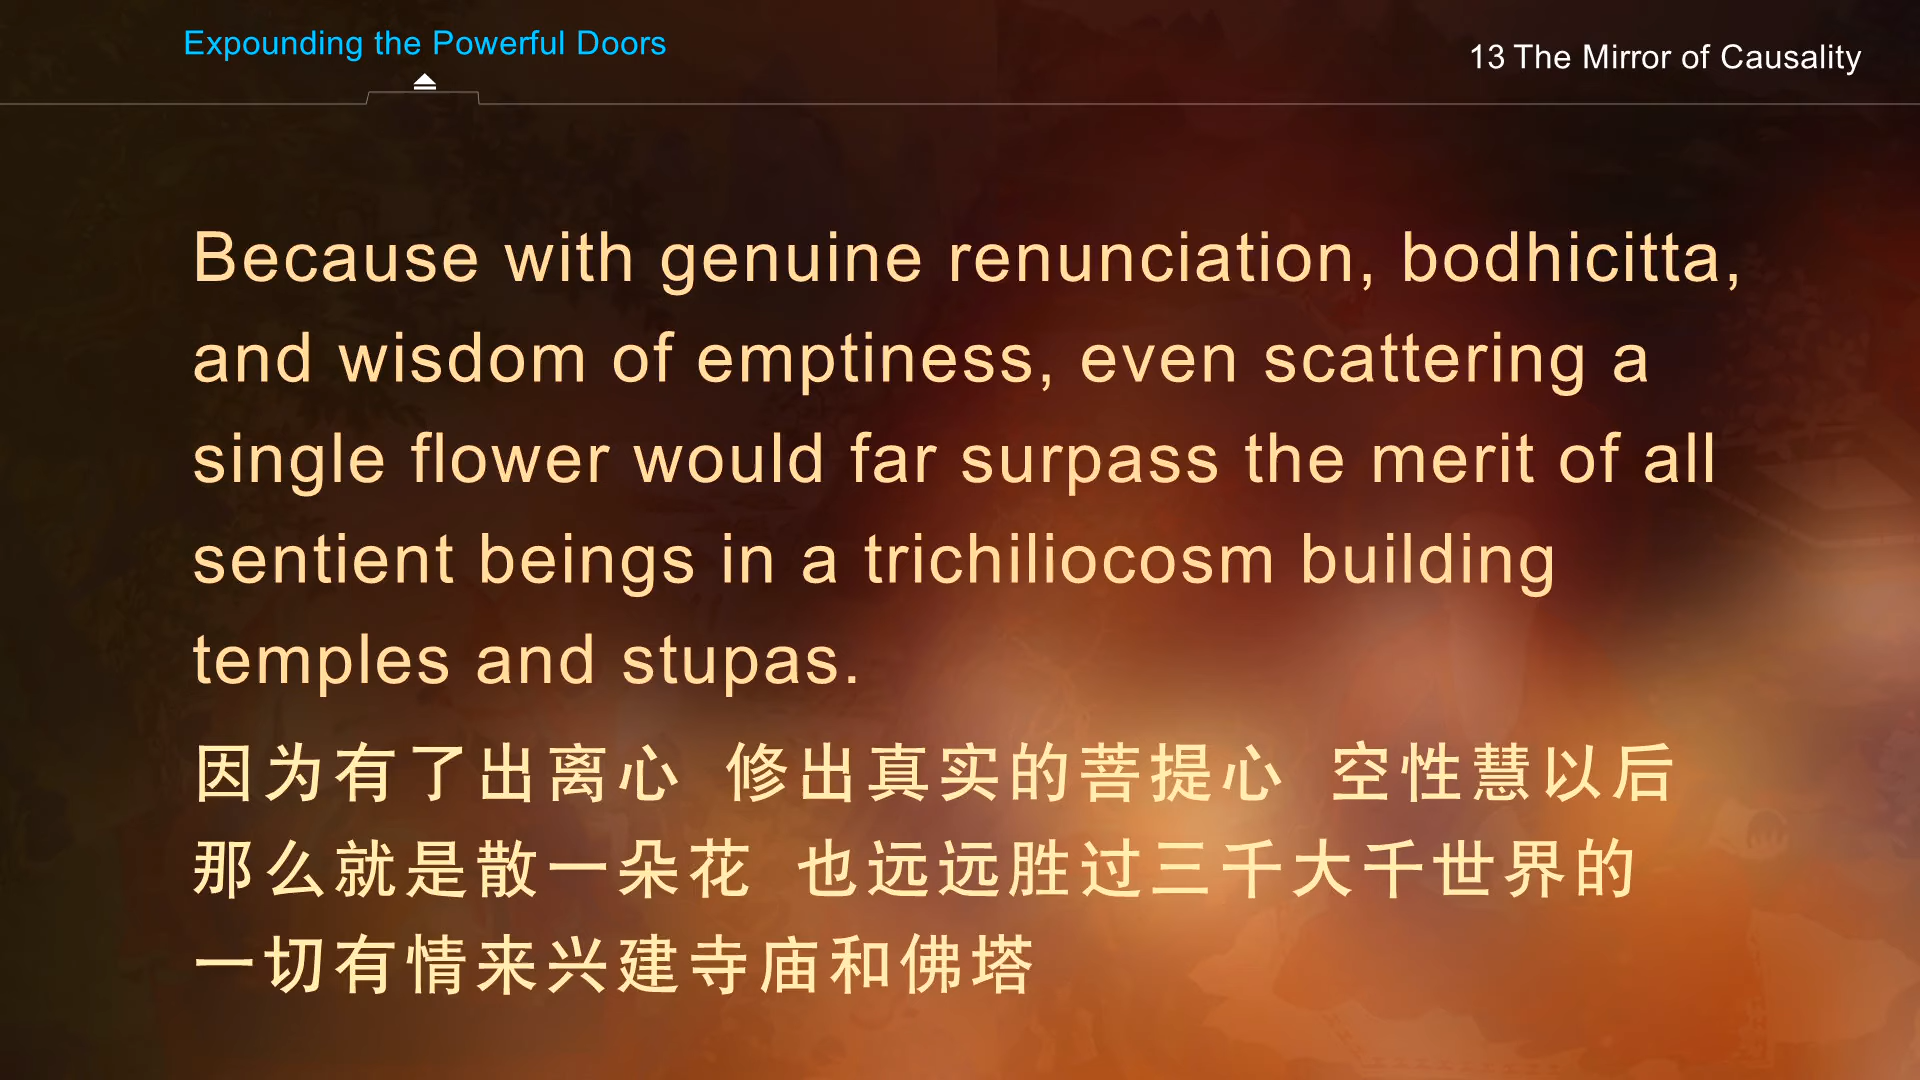 Expounding the Powerful Doors
13 The Mirror of Causality
Because with genuine renunciation, bodhicitta,
and wisdom of emptiness, even scattering a
single flower would far surpass the merit of all
sentient beings in a trichiliocosm building
temples and stupas.
因为有了出离心 修出真实的菩提心 空性慧以后
那么就是散一朵花 也远远胜过三千大千世界的
一切有情来兴建寺庙和佛塔